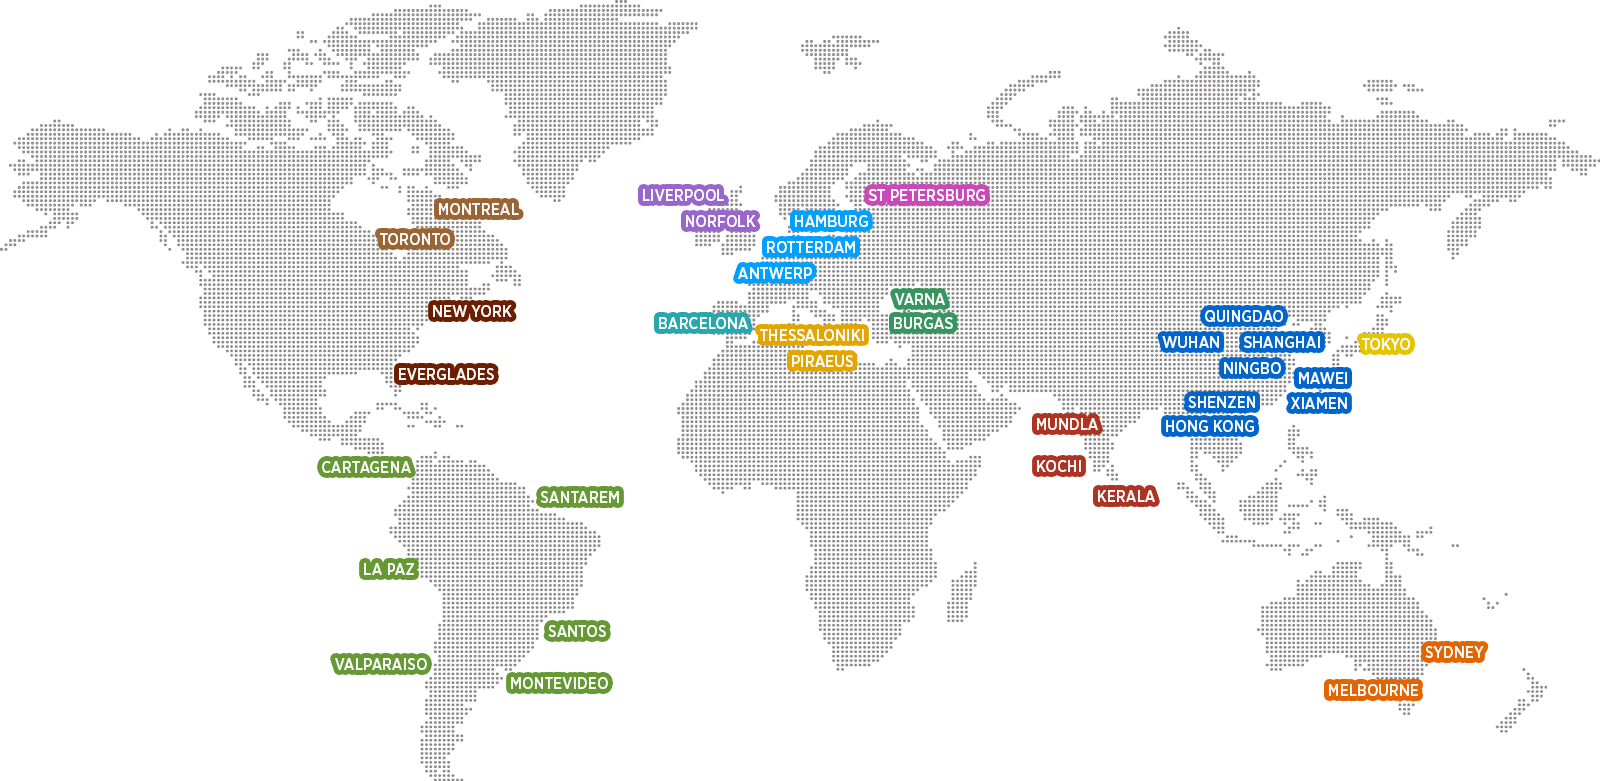 LIVERPOOL
ST PETERSBURG
MONTREAL
NORFOLK
HAMBURG
TORONTO
ROTTERDAM
ANTWERP
VARNA
NEW YORK
BARCELONA
BURGAS
QUINGDAO
THESSALONIKI
WUHAN
SHANGHAI
TOKYO
PIRAEUS
NINGBO
EVERGLADES
MAWEI
SHENZEN
XIAMEN
MUNDLA
HONG KONG
CARTAGENA
KOCHI
SANTAREM
KERALA
LA PAZ
SANTOS
SYDNEY
VALPARAISO
MONTEVIDEO
MELBOURNE